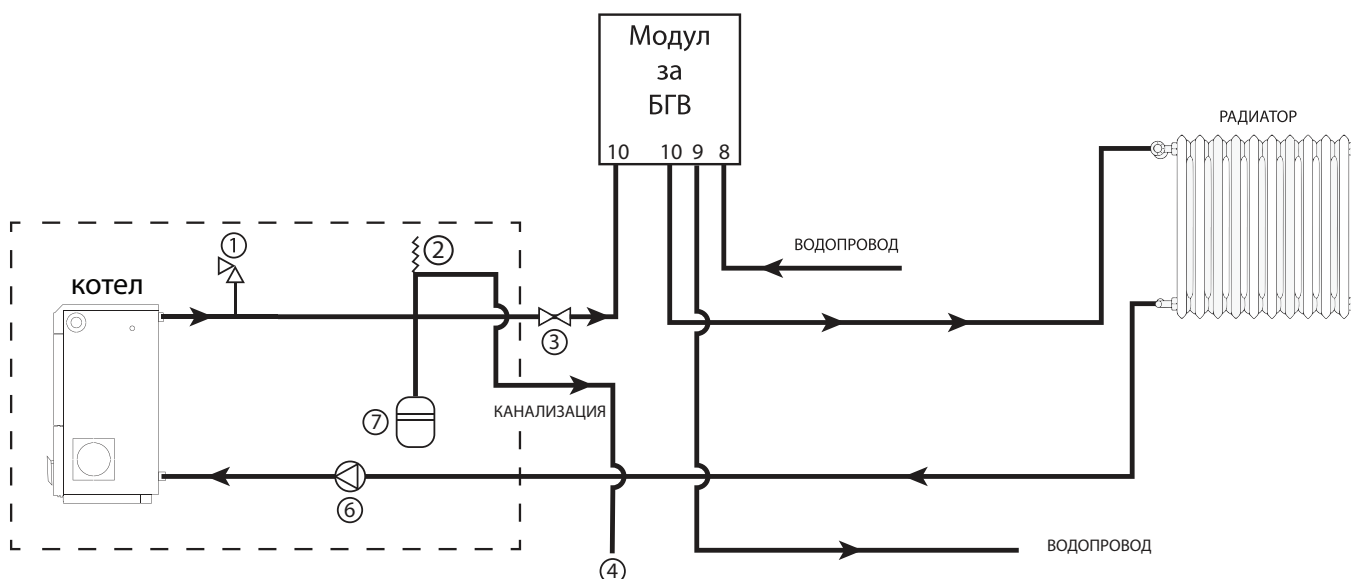 Модул
за
БГВ
10 10 9 8
РАДИАТОР
ВОДОПРОВОД
1
2
котел
3
7
КАНАЛИЗАЦИЯ
6
4
ВОДОПРОВОД